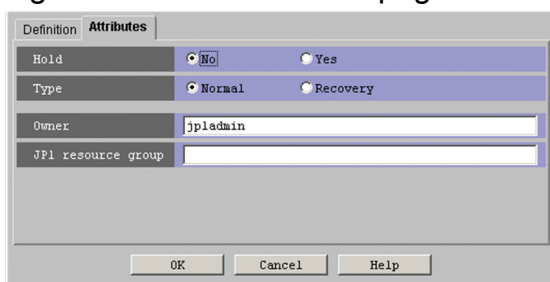 Definition Attributes
Hold No Yes
Type Normal Recovery
Owner jp1admin
JP1 resource group
OK Cancel Help